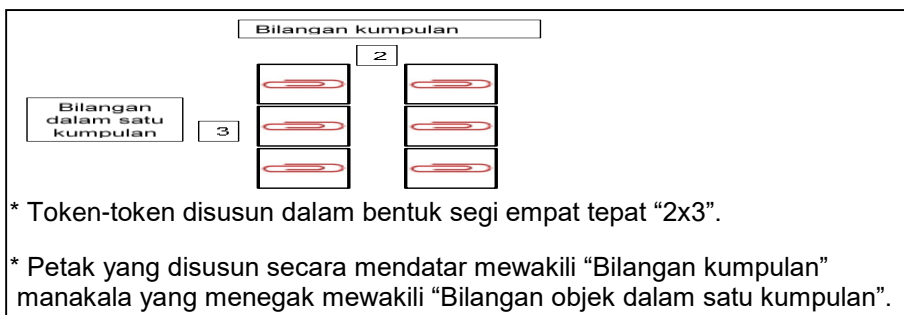 Bilangan kumpulan
2
Bilangan
dalam satu
kumpulan
3
* Token-token disusun dalam bentuk segi empat tepat “2x3”.
* Petak yang disusun secara mendatar mewakili “Bilangan kumpulan”
manakala yang menegak mewakili “Bilangan objek dalam satu kumpulan”.